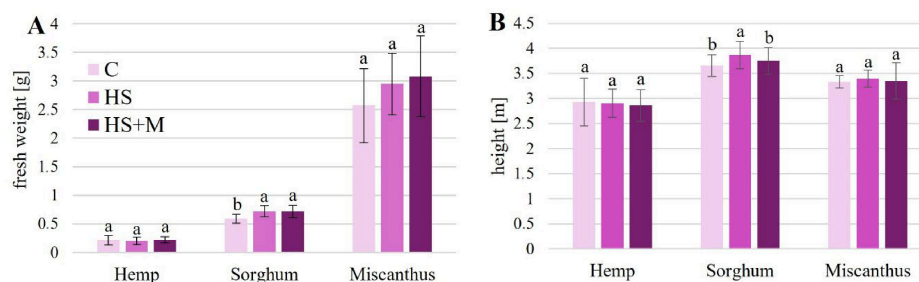 A
fresh weight [g]
4
3.5
3
2.5
2
1.5
1
0.5
0
C
HS
HS+M
a a a
b a a
a a a
Hemp Sorghum Miscanthus
B
height [m]
4.5
4
3.5
3
2.5
2
1.5
1
0.5
0
a a a
b a b
a a a
Hemp Sorghum Miscanthus